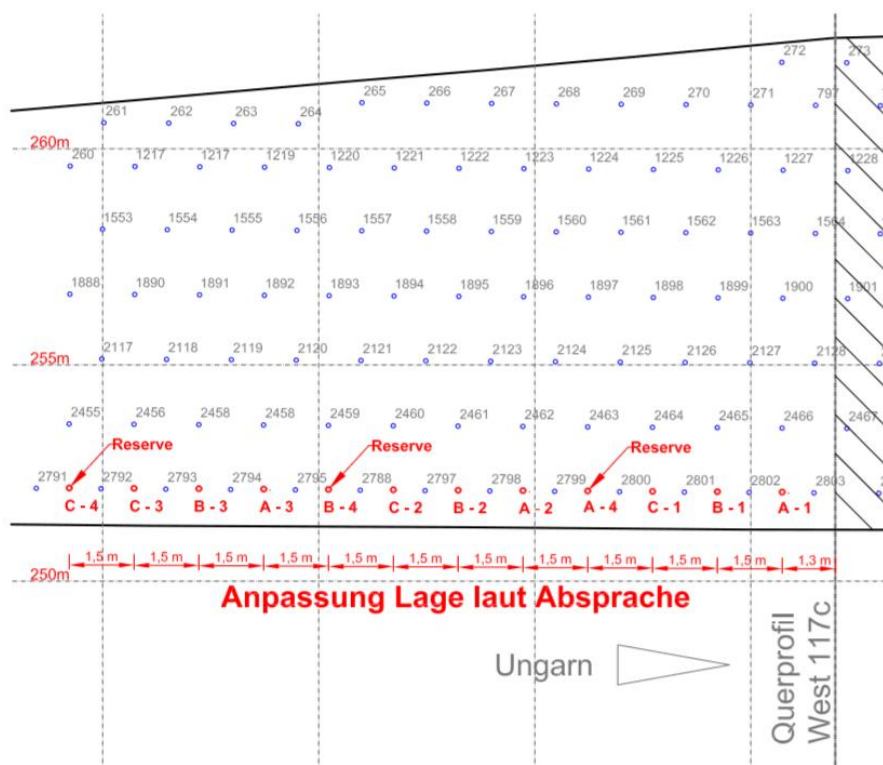 272 273
265 266 267 268 269 270 271 797
261 262 263 264
260m
260 1217 1217 1219 1220 1221 1222 1223 1224 1225 1226 1227 1228
1553 1554 1555 1556 1557 1558 1559 1560 1561 1562 1563 1564
1888 1890 1891 1892 1893 1894 1895 1896 1897 1898 1899 1900 1901
255m
2117 2118 2119 2120 2121 2122 2123 2124 2125 2126 2127 2128
2455 2456 2458 2458 2459 2460 2461 2462 2463 2464 2465 2466 2467
Reserve Reserve Reserve
2791 2792 2793 2794 2795 2788 2797 2798 2799 2800 2801 2802 2803
C - 4 C - 3 B - 3 A - 3 B - 4 C - 2 B - 2 A - 2 A - 4 C - 1 B - 1 A - 1
1,5 m 1,5 m 1,5 m 1,5 m 1,5 m 1,5 m 1,5 m 1,5 m 1,5 m 1,5 m 1,5 m 1.3 m
250m
Anpassung Lage laut Absprache
Ungarn
Querprofil
West 117c